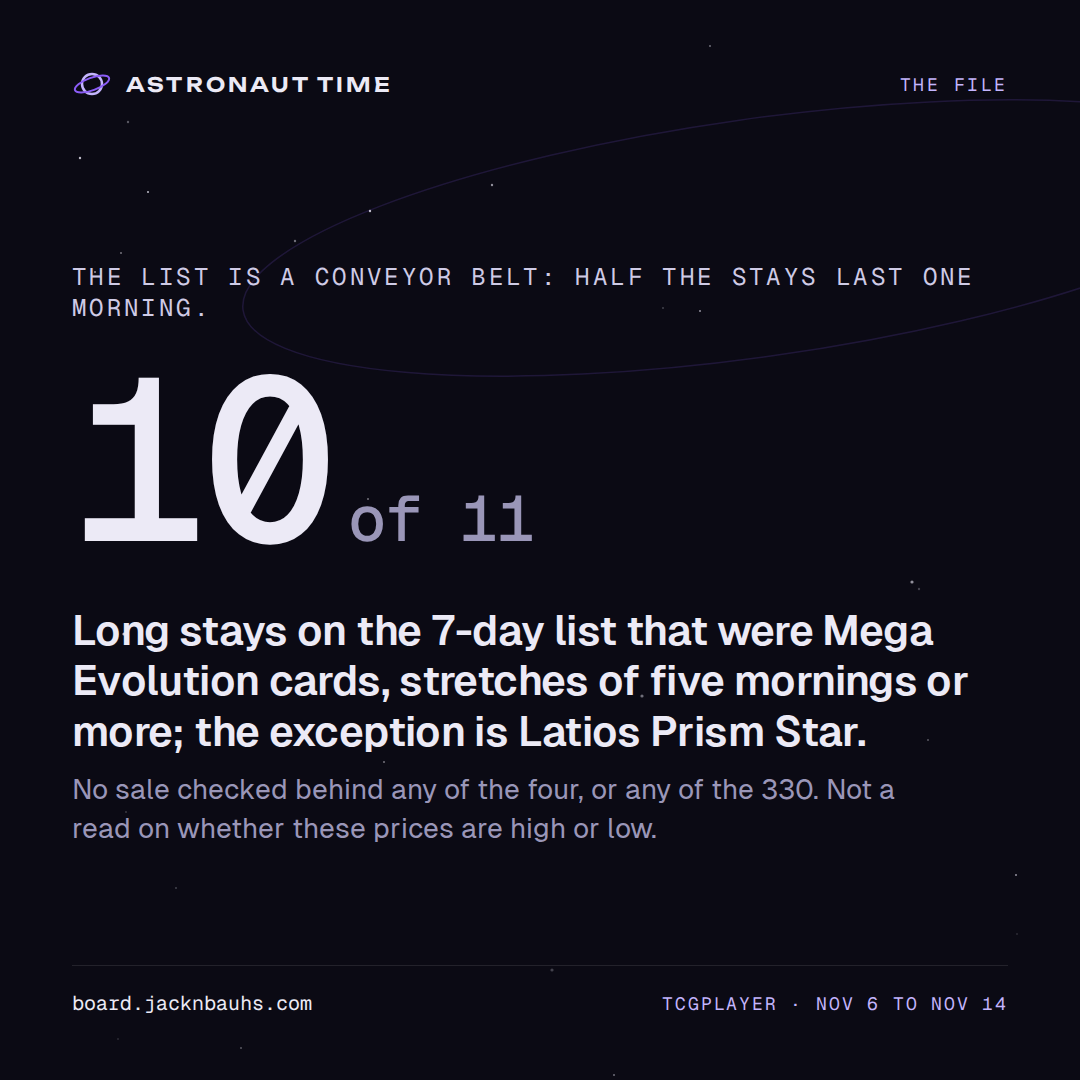 ASTRONAUT TIME
THE FILE
THE LIST IS A CONVEYOR BELT: HALF THE STAYS LAST ONE
MORNING.
10 of 11
Long stays on the 7-day list that were Mega
Evolution cards, stretches of five mornings or
more; the exception is Latios Prism Star.
No sale checked behind any of the four, or any of the 330. Not a
read on whether these prices are high or low.
board.jacknbauhs.com
TCGPLAYER · NOV 6 TO NOV 14